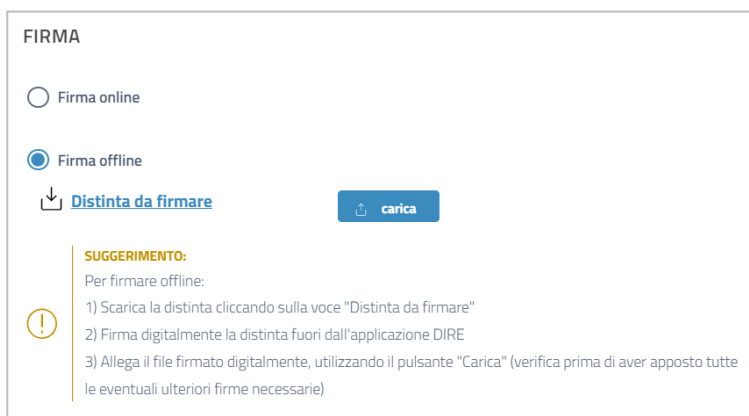 FIRMA
Firma online
Firma offline
Distinta da firmare
carica
SUGGERIMENTO:
Per firmare offline:
1) Scarica la distinta cliccando sulla voce "Distinta da firmare"
2) Firma digitalmente la distinta fuori dall'applicazione DIRE
3) Allega il file firmato digitalmente, utilizzando il pulsante "Carica" (verifica prima di aver apposto tutte
le eventuali ulteriori firme necessarie)